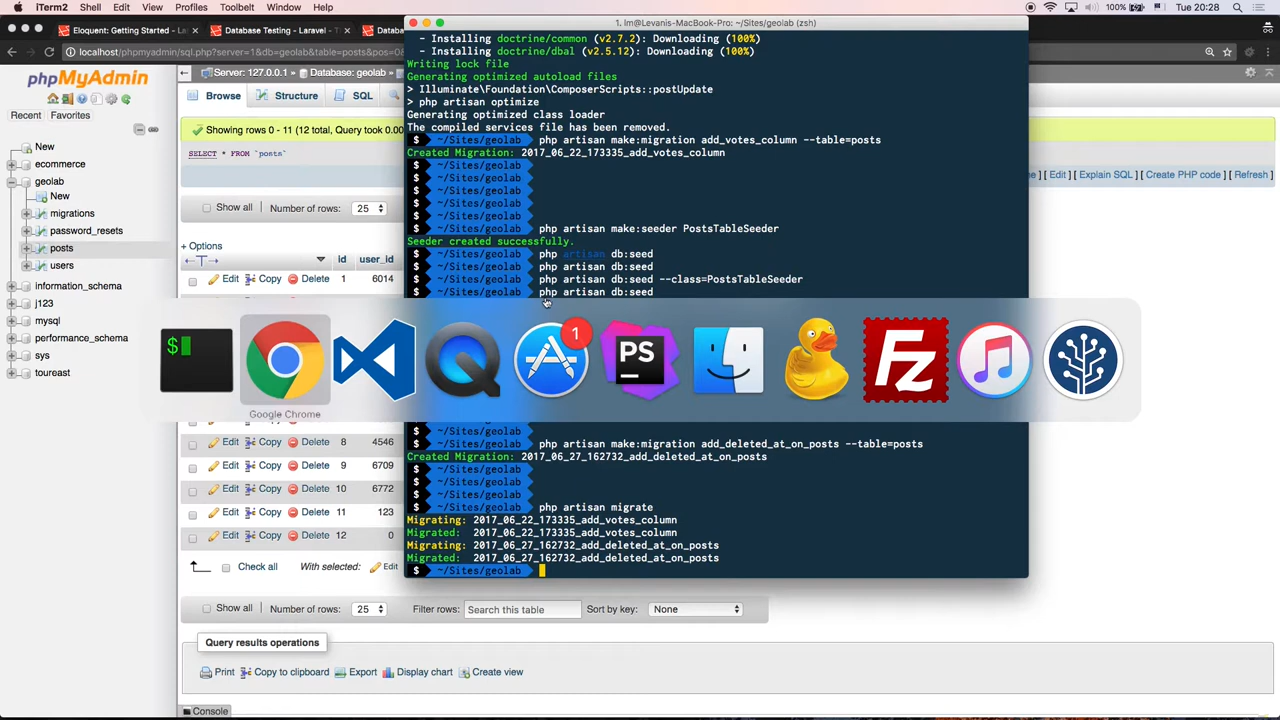 iTerm2 Shell Edit View Profiles Toolbelt Window Help 100% Tue 20:28
Eloquent: Getting Started - La
Database Testing - Laravel - T
Datab
localhost/phpmyadmin/sql.php?server=1&db=geolab&table=posts&pos=0
phpMyAdmin
Recent Favorites
New
ecommerce
geolab
New
migrations
password_resets
posts
users
information_schema
j123
mysql
performance_schema
sys
toureast
Server: 127.0.0.1 » Database: geolab »
Browse Structure SQL
Showing rows 0 - 11 (12 total, Query took 0.00
SELECT * FROM `posts`
[ Edit ] [ Explain SQL ] [ Create PHP code ] [ Refresh ]
Show all Number of rows: 25
+ Options
←T→ id user_id
Edit Copy Delete 1 6014
Edit Copy Delete 8 4546
Edit Copy Delete 9 6709
Edit Copy Delete 10 6772
Edit Copy Delete 11 123
Edit Copy Delete 12 0
Check all With selected: Edit
Show all Number of rows: 25 Filter rows: Search this table Sort by key: None
Query results operations
Print Copy to clipboard Export Display chart Create view
Console
1. lm@Levanis-MacBook-Pro: ~/Sites/geolab (zsh)
- Installing doctrine/common (v2.7.2): Downloading (100%)
- Installing doctrine/dbal (v2.5.12): Downloading (100%)
Writing lock file
Generating optimized autoload files
> Illuminate\Foundation\ComposerScripts::postUpdate
> php artisan optimize
Generating optimized class loader
The compiled services file has been removed.
$ ~/Sites/geolab php artisan make:migration add_votes_column --table=posts
Created Migration: 2017_06_22_173335_add_votes_column
$ ~/Sites/geolab
$ ~/Sites/geolab
$ ~/Sites/geolab
$ ~/Sites/geolab
$ ~/Sites/geolab
$ ~/Sites/geolab php artisan make:seeder PostsTableSeeder
Seeder created successfully.
$ ~/Sites/geolab php artisan db:seed
$ ~/Sites/geolab php artisan db:seed
$ ~/Sites/geolab php artisan db:seed --class=PostsTableSeeder
$ ~/Sites/geolab php artisan db:seed
$
1
PS
Fz
Google Chrome
$ ~/Sites/geolab php artisan make:migration add_deleted_at_on_posts --table=posts
Created Migration: 2017_06_27_162732_add_deleted_at_on_posts
$ ~/Sites/geolab
$ ~/Sites/geolab
$ ~/Sites/geolab
$ ~/Sites/geolab php artisan migrate
Migrating: 2017_06_22_173335_add_votes_column
Migrated: 2017_06_22_173335_add_votes_column
Migrating: 2017_06_27_162732_add_deleted_at_on_posts
Migrated: 2017_06_27_162732_add_deleted_at_on_posts
$ ~/Sites/geolab